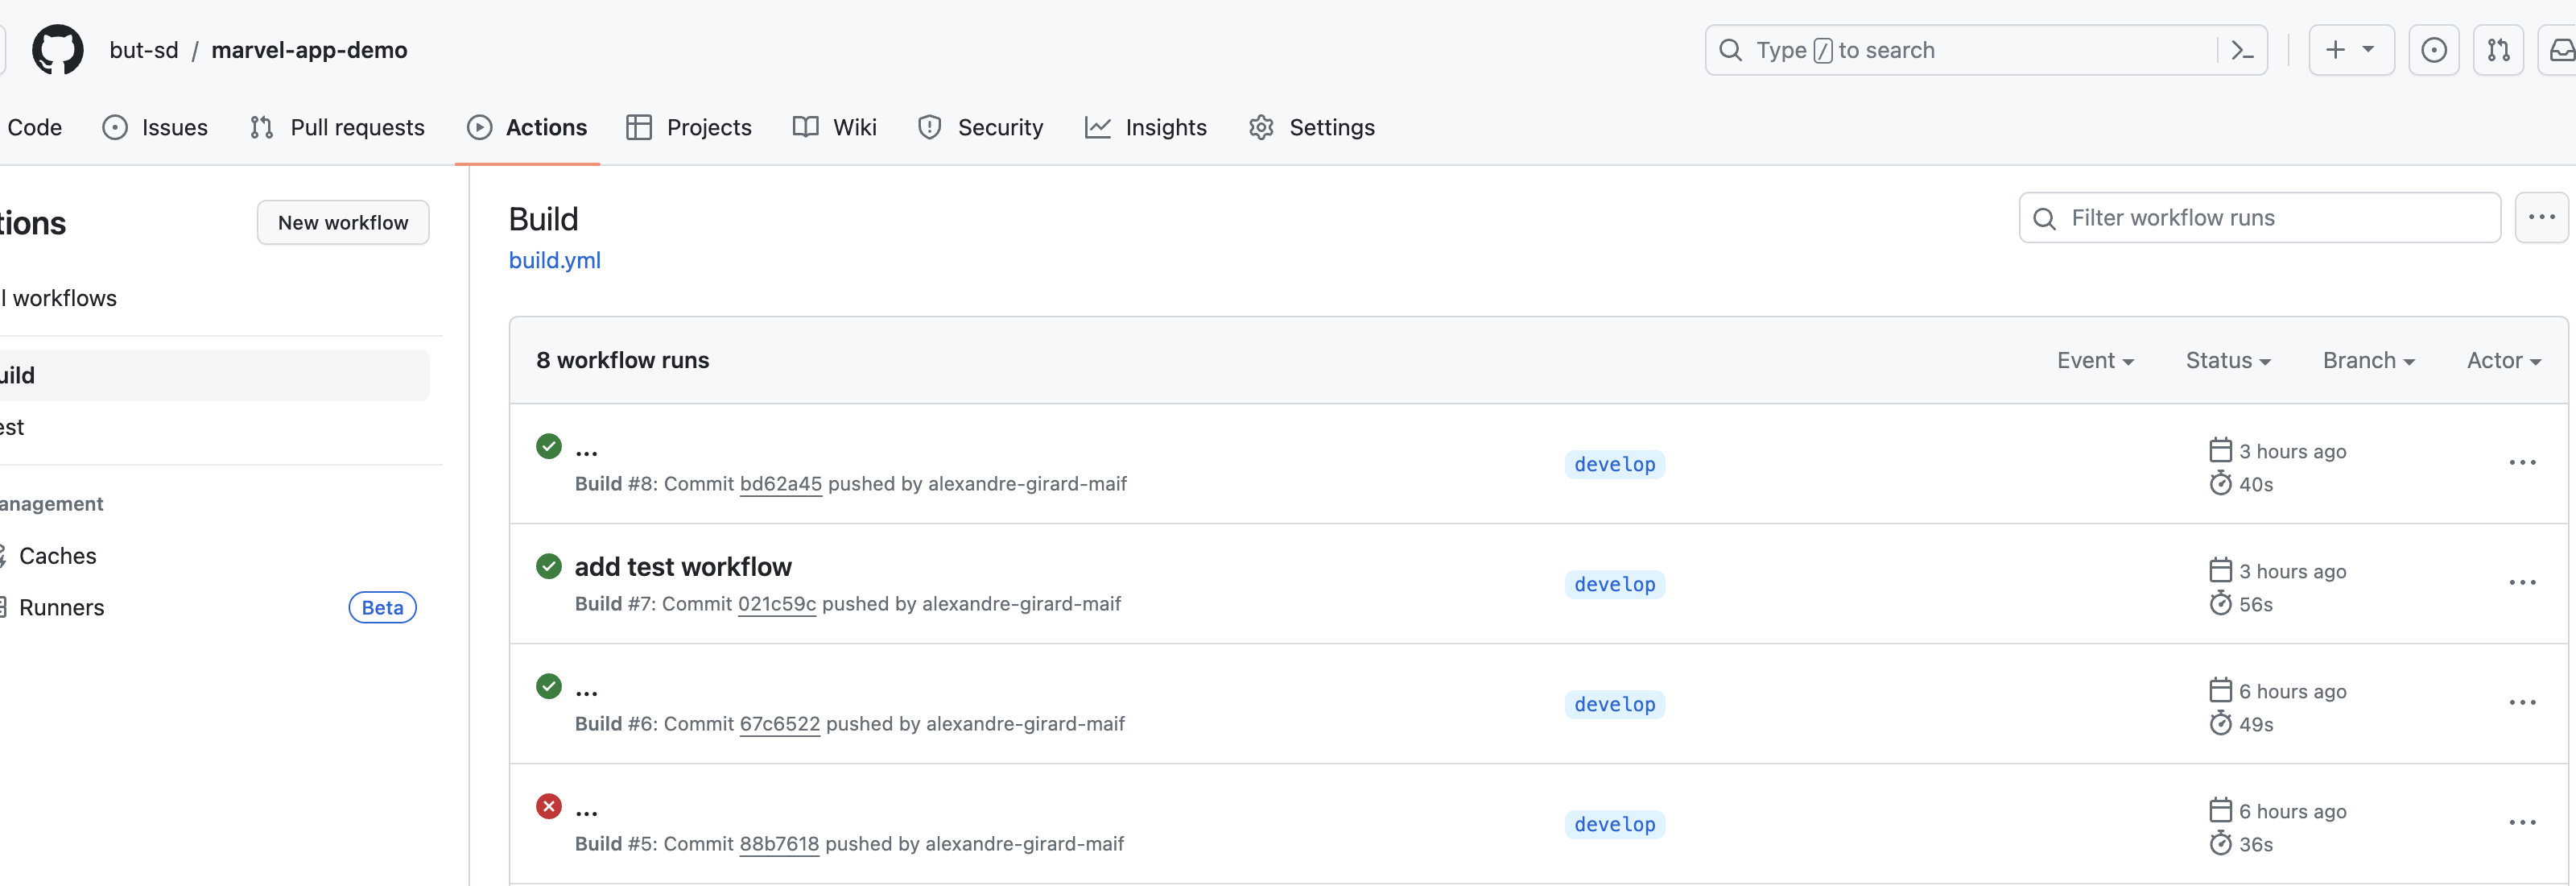 but-sd / marvel-app-demo
Type / to search
Code
Issues
Pull requests
Actions
Projects
Wiki
Security
Insights
Settings
tions
New workflow
l workflows
uild
est
anagement
Caches
Runners
Beta
Build
build.yml
Filter workflow runs
8 workflow runs
Event
Status
Branch
Actor
...
Build #8: Commit bd62a45 pushed by alexandre-girard-maif
develop
3 hours ago
40s
add test workflow
Build #7: Commit 021c59c pushed by alexandre-girard-maif
develop
3 hours ago
56s
...
Build #6: Commit 67c6522 pushed by alexandre-girard-maif
develop
6 hours ago
49s
...
Build #5: Commit 88b7618 pushed by alexandre-girard-maif
develop
6 hours ago
36s